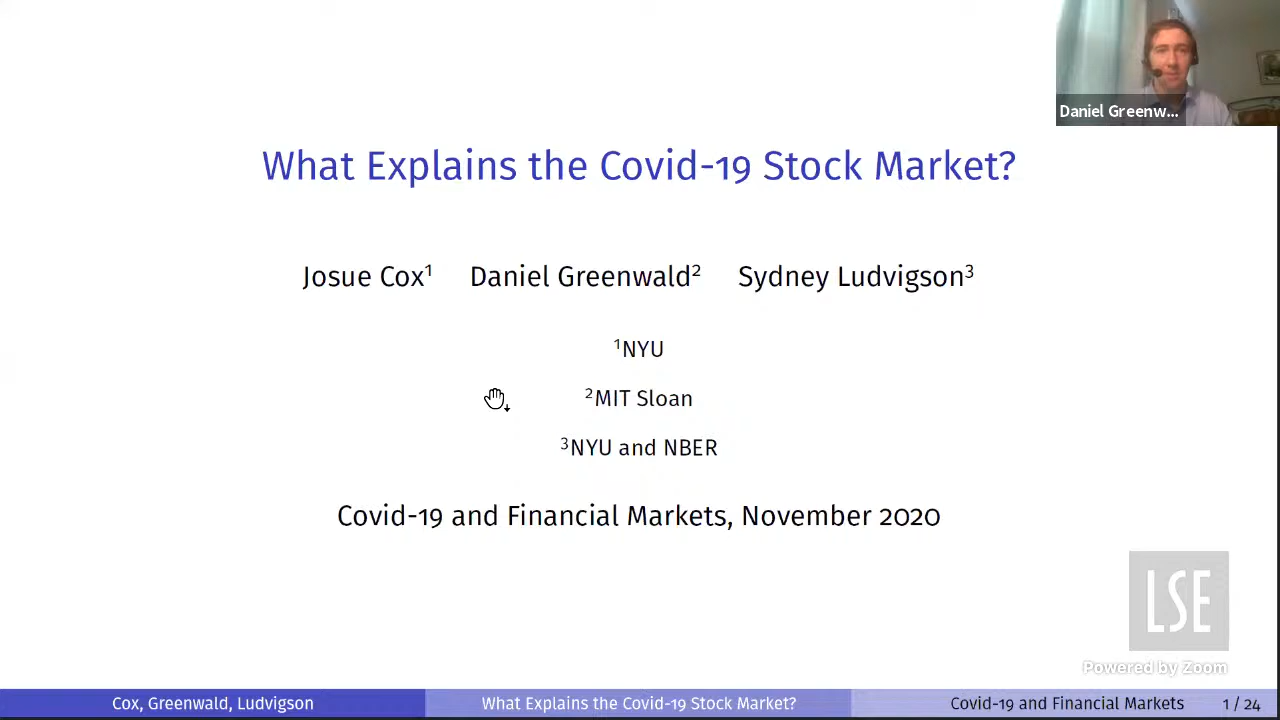 Daniel Greenw...
What Explains the Covid-19 Stock Market?
Josue Cox¹ Daniel Greenwald² Sydney Ludvigson³
¹NYU
²MIT Sloan
³NYU and NBER
Covid-19 and Financial Markets, November 2020
LSE
Powered by Zoom
Cox, Greenwald, Ludvigson What Explains the Covid-19 Stock Market? Covid-19 and Financial Markets 1 / 24